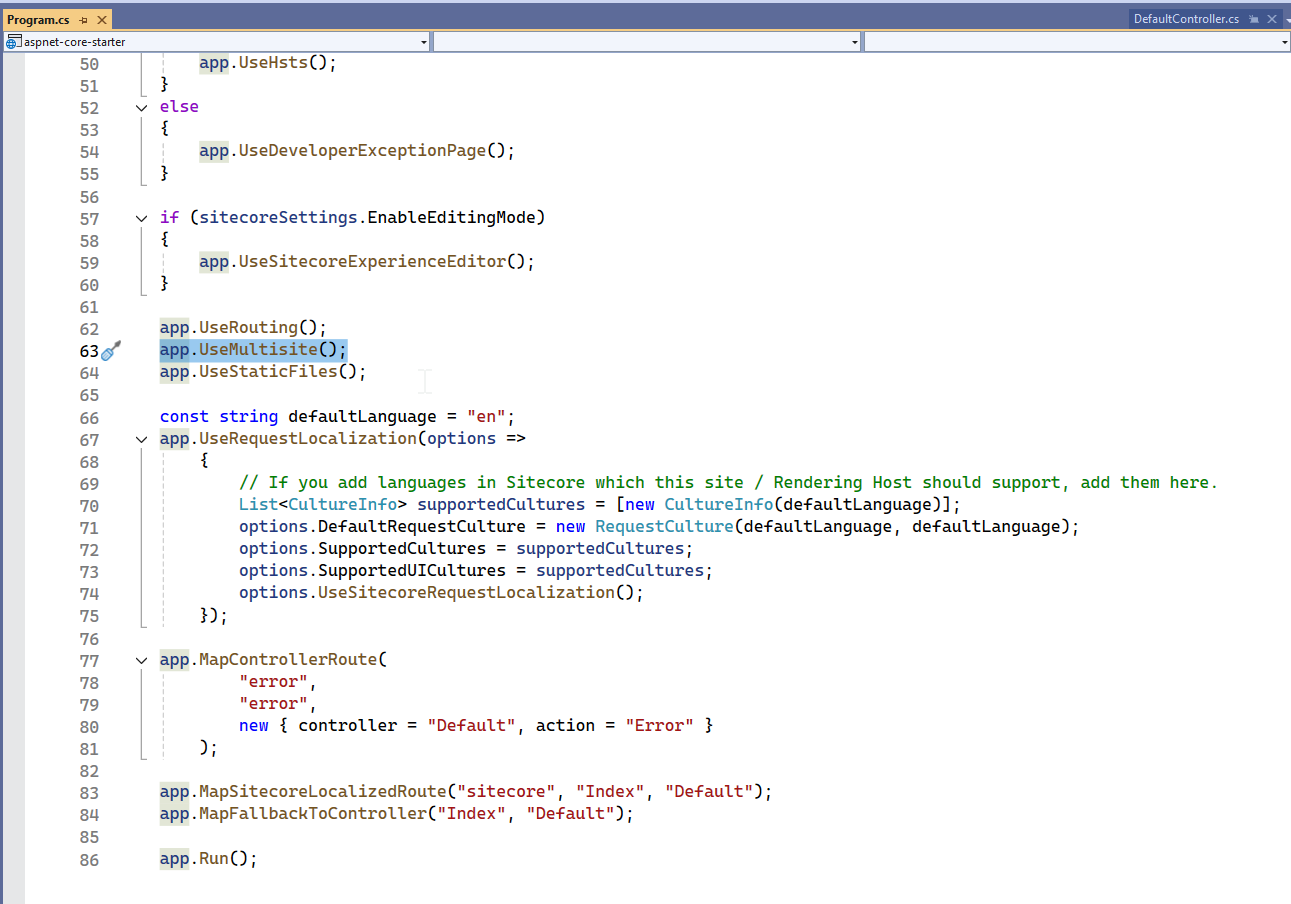 Program.cs
DefaultController.cs
aspnet-core-starter
50 app.UseHsts();
51 }
52 else
53 {
54 app.UseDeveloperExceptionPage();
55 }
56
57 if (sitecoreSettings.EnableEditingMode)
58 {
59 app.UseSitecoreExperienceEditor();
60 }
61
62 app.UseRouting();
63 app.UseMultisite();
64 app.UseStaticFiles();
65
66 const string defaultLanguage = "en";
67 app.UseRequestLocalization(options =>
68 {
69 // If you add languages in Sitecore which this site / Rendering Host should support, add them here.
70 List<CultureInfo> supportedCultures = [new CultureInfo(defaultLanguage)];
71 options.DefaultRequestCulture = new RequestCulture(defaultLanguage, defaultLanguage);
72 options.SupportedCultures = supportedCultures;
73 options.SupportedUICultures = supportedCultures;
74 options.UseSitecoreRequestLocalization();
75 });
76
77 app.MapControllerRoute(
78 "error",
79 "error",
80 new { controller = "Default", action = "Error" }
81 );
82
83 app.MapSitecoreLocalizedRoute("sitecore", "Index", "Default");
84 app.MapFallbackToController("Index", "Default");
85
86 app.Run();